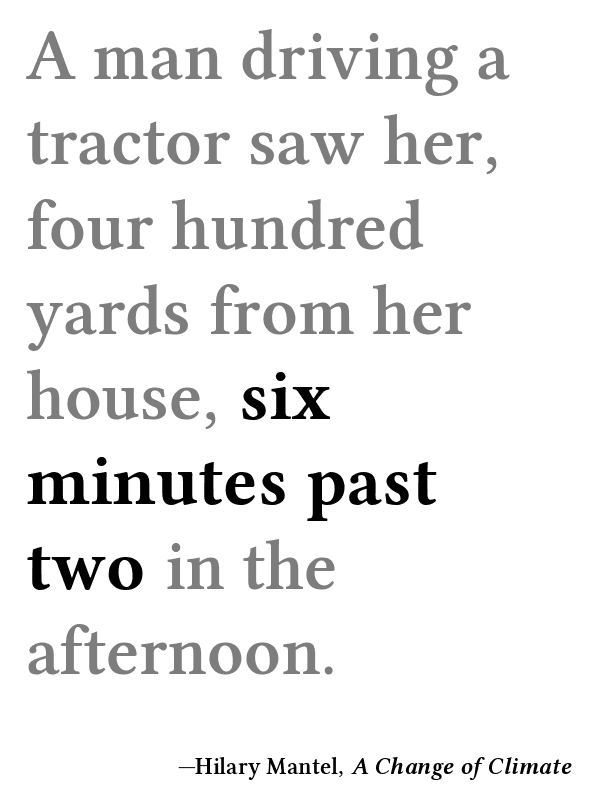 A man driving a
tractor saw her,
four hundred
yards from her
house, six
minutes past
two in the
afternoon.
—Hilary Mantel, A Change of Climate